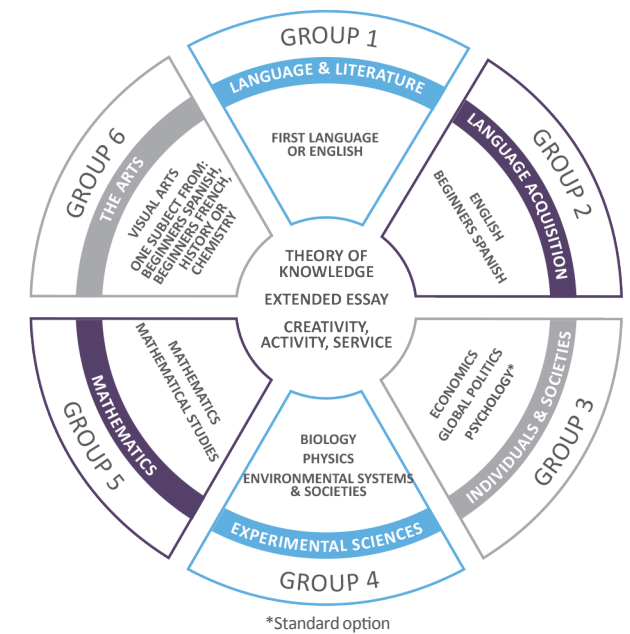 GROUP 1
LANGUAGE & LITERATURE
FIRST LANGUAGE
OR ENGLISH
GROUP 2
LANGUAGE ACQUISITION
ENGLISH
BEGINNERS SPANISH
GROUP 3
INDIVIDUALS & SOCIETIES
ECONOMICS
GLOBAL POLITICS
PSYCHOLOGY*
GROUP 4
EXPERIMENTAL SCIENCES
BIOLOGY
PHYSICS
ENVIRONMENTAL SYSTEMS
& SOCIETIES
GROUP 5
MATHEMATICS
MATHEMATICS
MATHEMATICAL STUDIES
GROUP 6
THE ARTS
VISUAL ARTS
ONE SUBJECT FROM:
BEGINNERS SPANISH,
BEGINNERS FRENCH,
HISTORY OR
CHEMISTRY
THEORY OF
KNOWLEDGE
EXTENDED ESSAY
CREATIVITY,
ACTIVITY, SERVICE
*Standard option